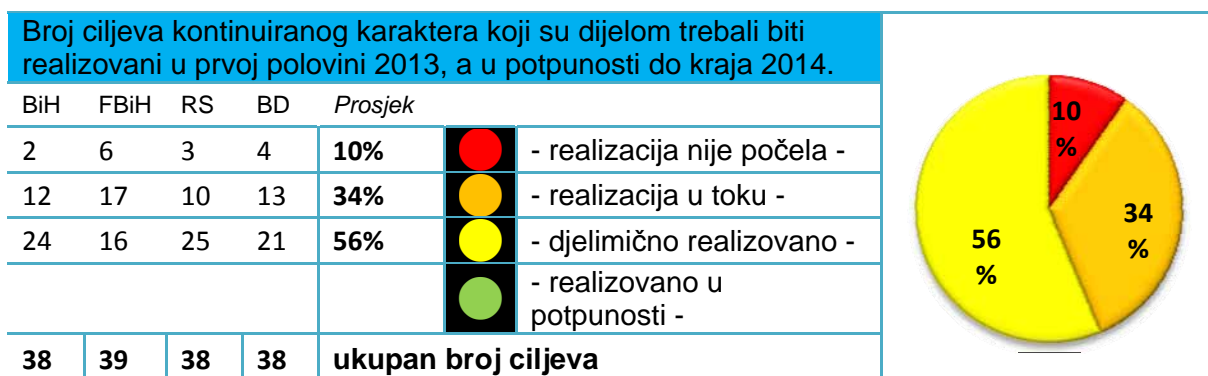 Broj ciljeva kontinuiranog karaktera koji su dijelom trebali biti
realizovani u prvoj polovini 2013, a u potpunosti do kraja 2014.
BiH FBiH RS BD Prosjek
2 6 3 4 10% - realizacija nije počela -
12 17 10 13 34% - realizacija u toku -
24 16 25 21 56% - djelimično realizovano -
- realizovano u
potpunosti -
38 39 38 38 ukupan broj ciljeva
10
%
34
%
56
%